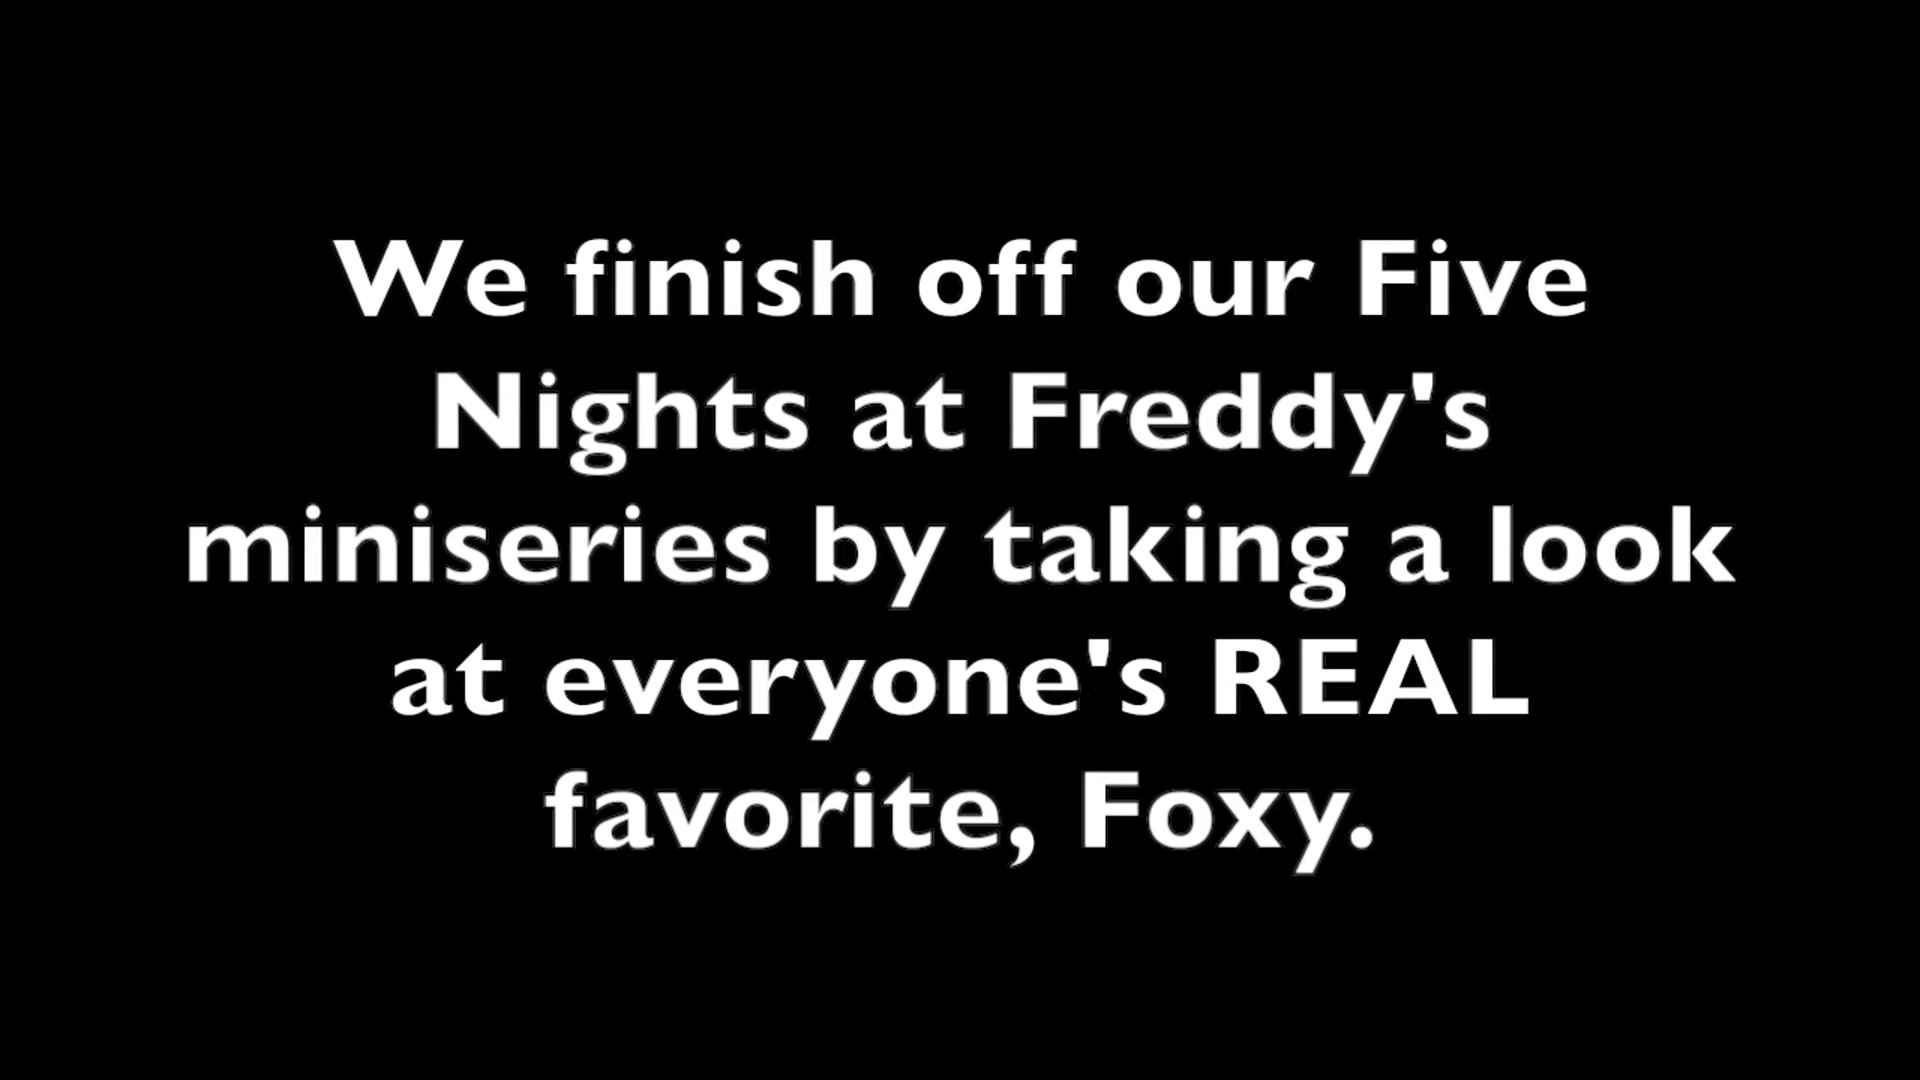 We finish off our Five
Nights at Freddy's
miniseries by taking a look
at everyone's REAL
favorite, Foxy.